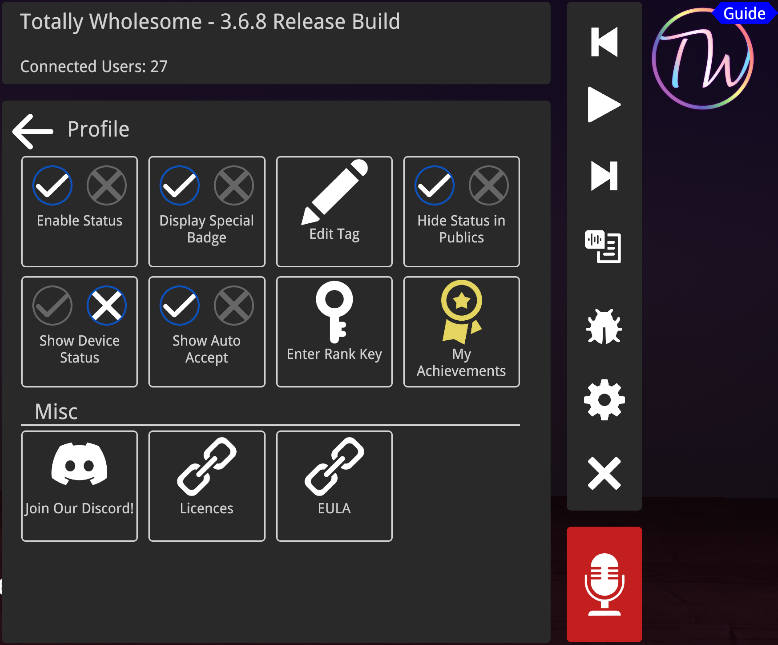 Totally Wholesome - 3.6.8 Release Build
Connected Users: 27
Guide
TW
Profile
Enable Status
Display Special
Badge
Edit Tag
Hide Status in
Publics
Show Device
Status
Show Auto
Accept
Enter Rank Key
My
Achievements
Misc
Join Our Discord!
Licences
EULA